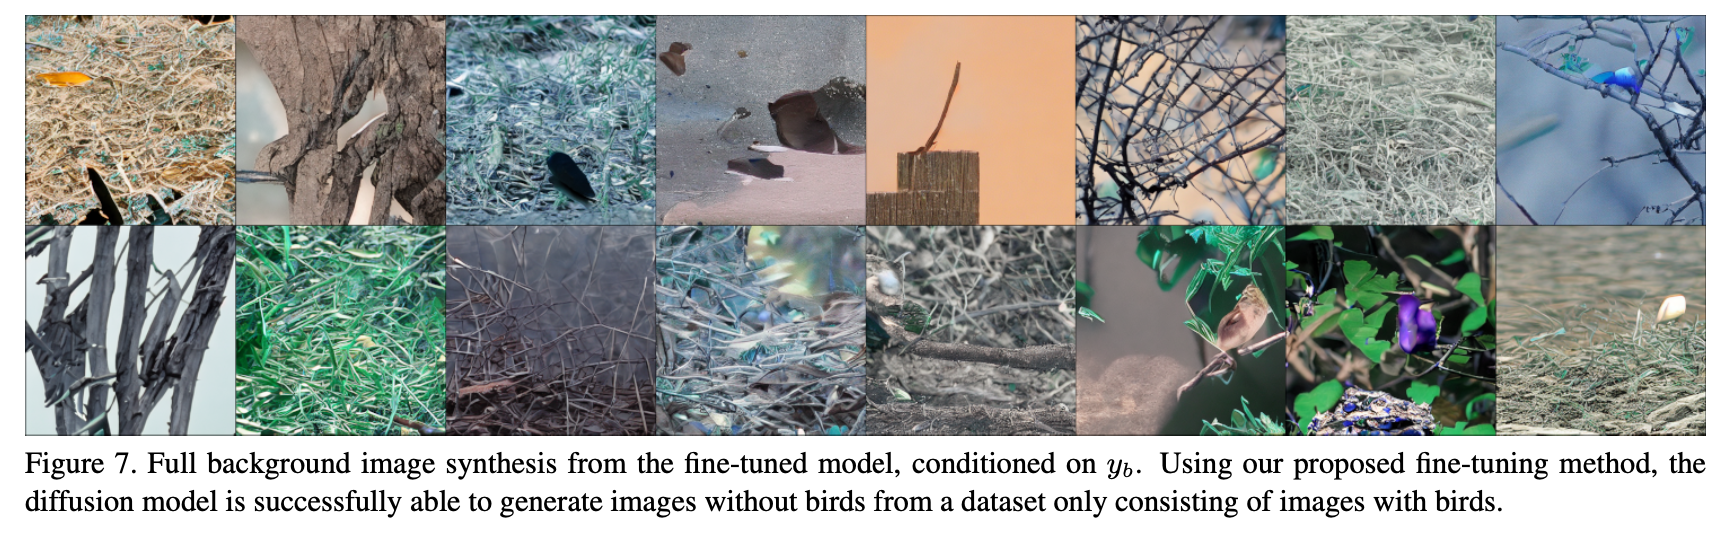 Figure 7. Full background image synthesis from the fine-tuned model, conditioned on y_b. Using our proposed fine-tuning method, the
diffusion model is successfully able to generate images without birds from a dataset only consisting of images with birds.